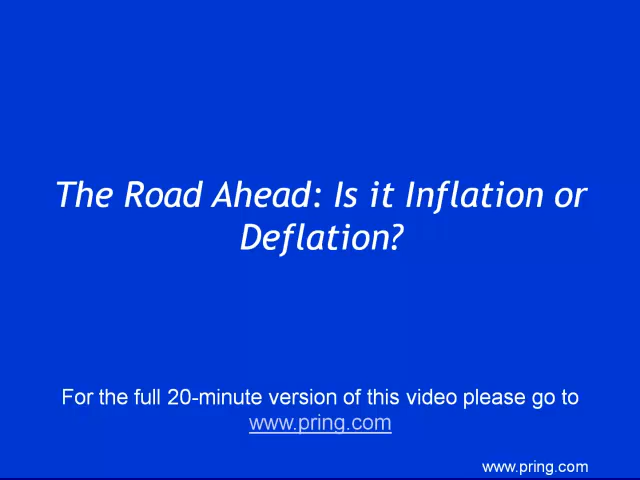 The Road Ahead: Is it Inflation or
Deflation?
For the full 20-minute version of this video please go to
www.pring.com
www.pring.com